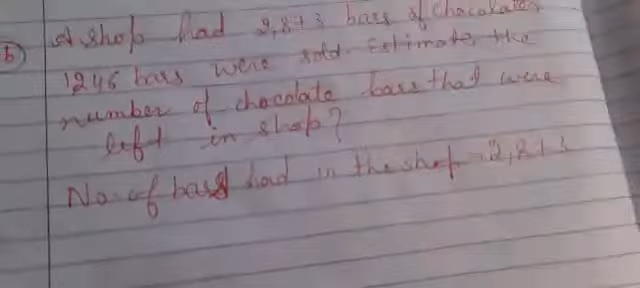 b) A shop had 2,873 bars of chocolates
1245 bars were sold. Estimate, the
number of chocolate bars that were
left in shop?
No. of bars had in the shop = 2,873